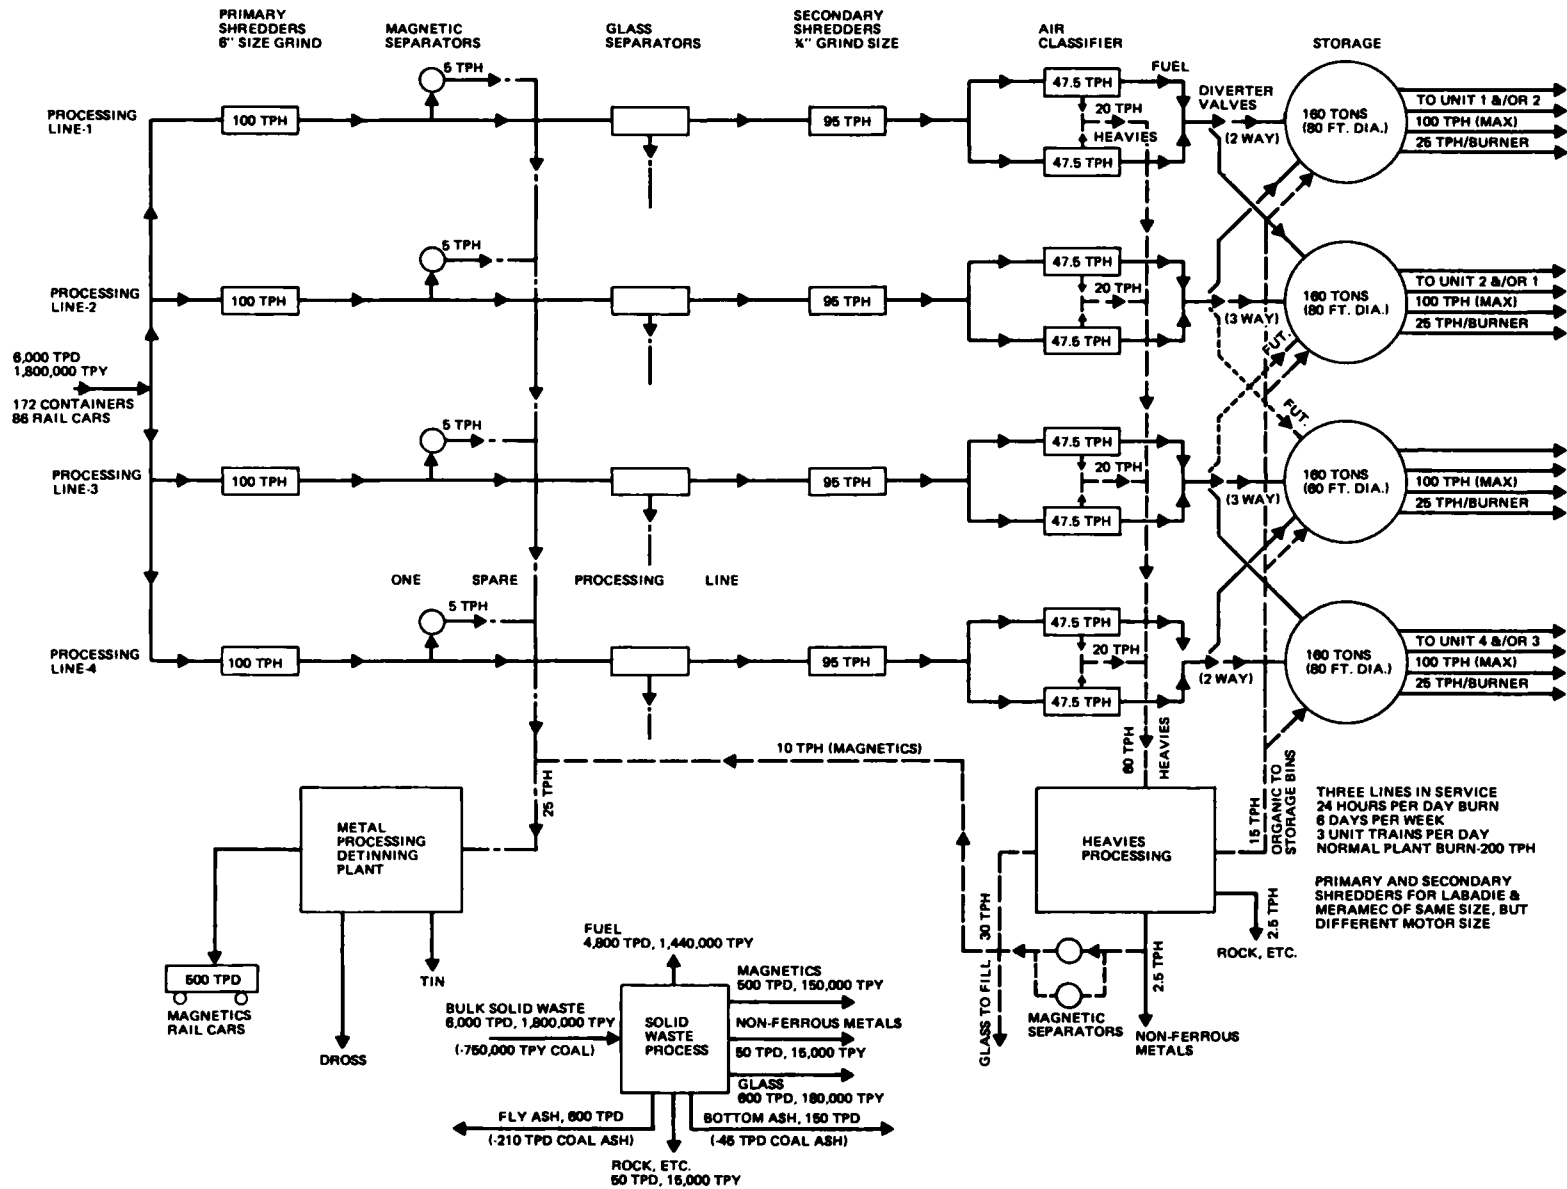 PRIMARY
SHREDDERS
6" SIZE GRIND
MAGNETIC
SEPARATORS
GLASS
SEPARATORS
SECONDARY
SHREDDERS
¾" GRIND SIZE
AIR
CLASSIFIER
STORAGE
PROCESSING
LINE-1
100 TPH
5 TPH
95 TPH
47.5 TPH
20 TPH
HEAVIES
47.5 TPH
FUEL
DIVERTER
VALVES
(2 WAY)
160 TONS
(80 FT. DIA.)
TO UNIT 1 &/OR 2
100 TPH (MAX)
25 TPH/BURNER
PROCESSING
LINE-2
100 TPH
5 TPH
95 TPH
47.5 TPH
20 TPH
47.5 TPH
(3 WAY)
FUT.
160 TONS
(80 FT. DIA.)
TO UNIT 2 &/OR 1
100 TPH (MAX)
25 TPH/BURNER
6,000 TPD
1,800,000 TPY
172 CONTAINERS
86 RAIL CARS
PROCESSING
LINE-3
100 TPH
5 TPH
95 TPH
47.5 TPH
20 TPH
47.5 TPH
(3 WAY)
FUT.
160 TONS
(60 FT. DIA.)
100 TPH (MAX)
25 TPH/BURNER
ONE SPARE PROCESSING LINE
PROCESSING
LINE-4
100 TPH
5 TPH
95 TPH
47.5 TPH
20 TPH
47.5 TPH
(2 WAY)
160 TONS
(80 FT. DIA.)
TO UNIT 4 &/OR 3
100 TPH (MAX)
25 TPH/BURNER
10 TPH (MAGNETICS)
60 TPH
HEAVIES
25 TPH
METAL
PROCESSING
DETINNING
PLANT
HEAVIES
PROCESSING
15 TPH
ORGANIC TO
STORAGE BINS
THREE LINES IN SERVICE
24 HOURS PER DAY BURN
6 DAYS PER WEEK
3 UNIT TRAINS PER DAY
NORMAL PLANT BURN-200 TPH
PRIMARY AND SECONDARY
SHREDDERS FOR LABADIE &
MERAMEC OF SAME SIZE, BUT
DIFFERENT MOTOR SIZE
500 TPD
MAGNETICS
RAIL CARS
DROSS
TIN
GLASS TO FILL 30 TPH
MAGNETIC
SEPARATORS
2.5 TPH
NON-FERROUS
METALS
2.5 TPH
ROCK, ETC.
FUEL
4,800 TPD, 1,440,000 TPY
BULK SOLID WASTE
6,000 TPD, 1,800,000 TPY
(-750,000 TPY COAL)
SOLID
WASTE
PROCESS
MAGNETICS
500 TPD, 150,000 TPY
NON-FERROUS METALS
50 TPD, 15,000 TPY
GLASS
600 TPD, 180,000 TPY
FLY ASH, 600 TPD
(-210 TPD COAL ASH)
BOTTOM ASH, 150 TPD
(-45 TPD COAL ASH)
ROCK, ETC.
50 TPD, 15,000 TPY